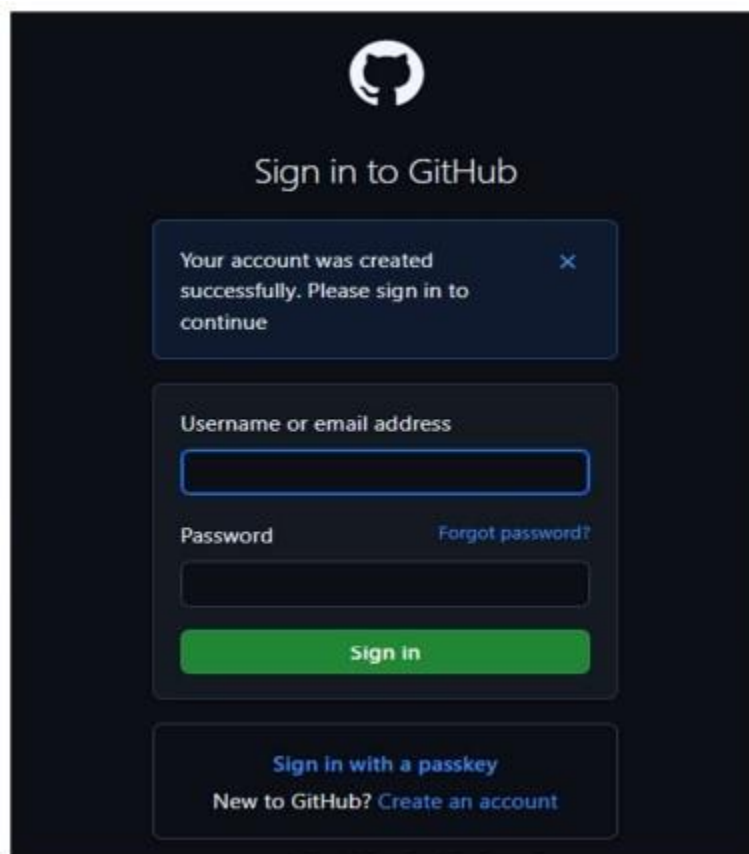 Sign in to GitHub
Your account was created
successfully. Please sign in to
continue
Username or email address
Password Forgot password?
Sign in
Sign in with a passkey
New to GitHub? Create an account